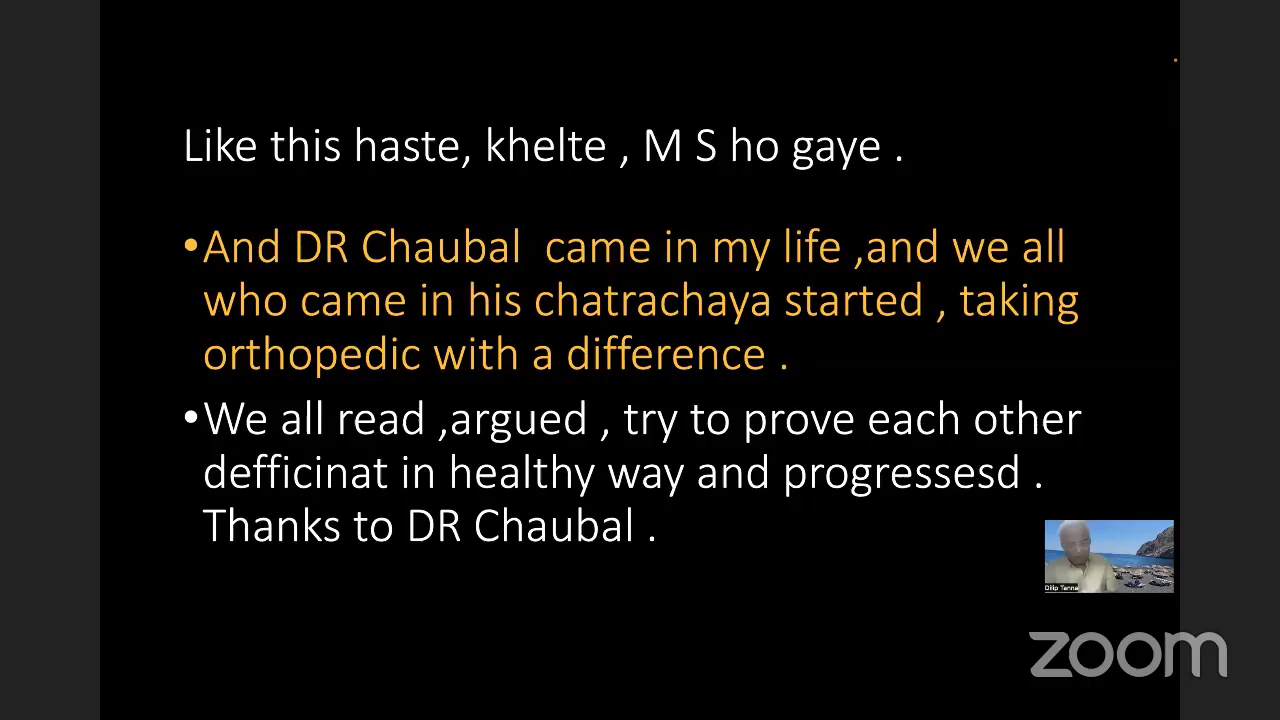 Like this haste, khelte , M S ho gaye .
•And DR Chaubal  came in my life ,and we all
who came in his chatrachaya started , taking
orthopedic with a difference .
•We all read ,argued , try to prove each other
defficinat in healthy way and progressesd .
Thanks to DR Chaubal .
Dilip Tanna
zoom